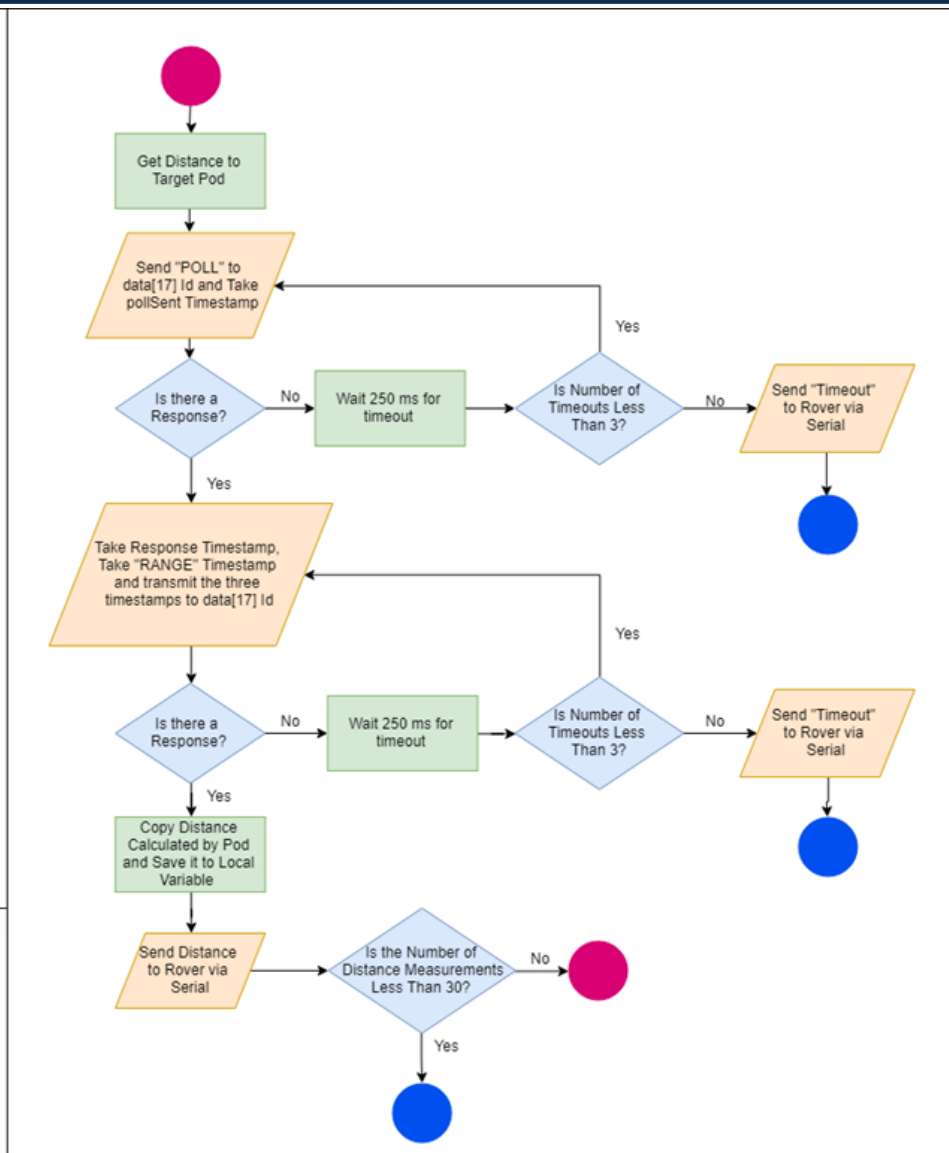 Get Distance to
Target Pod
Send "POLL" to
data[17] Id and Take
pollSent Timestamp
Yes
Is there a
Response?
No
Wait 250 ms for
timeout
Is Number of
Timeouts Less
Than 3?
No
Send "Timeout"
to Rover via
Serial
Yes
Take Response Timestamp,
Take "RANGE" Timestamp
and transmit the three
timestamps to data[17] Id
Yes
Is there a
Response?
No
Wait 250 ms for
timeout
Is Number of
Timeouts Less
Than 3?
No
Send "Timeout"
to Rover via
Serial
Yes
Copy Distance
Calculated by Pod
and Save it to Local
Variable
Send Distance
to Rover via
Serial
Is the Number of
Distance Measurements
Less Than 30?
No
Yes